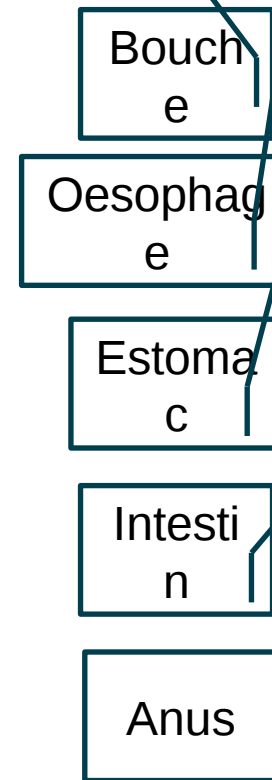 Bouch
e
Oesophag
e
Estoma
c
Intesti
n
Anus